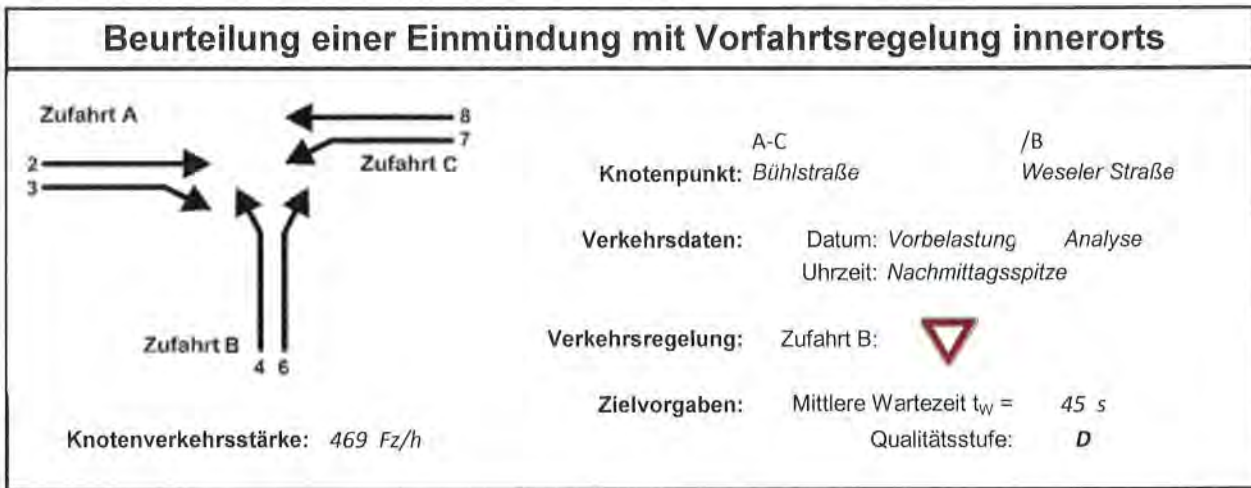 Beurteilung einer Einmündung mit Vorfahrtsregelung innerorts
Zufahrt A
8
7
Zufahrt C
2
3
Zufahrt B
4 6
Knotenverkehrsstärke: 469 Fz/h
A-C /B
Knotenpunkt: Bühlstraße Weseler Straße
Verkehrsdaten: Datum: Vorbelastung Analyse
Uhrzeit: Nachmittagsspitze
Verkehrsregelung: Zufahrt B:
Zielvorgaben: Mittlere Wartezeit tW = 45 s
Qualitätsstufe: D